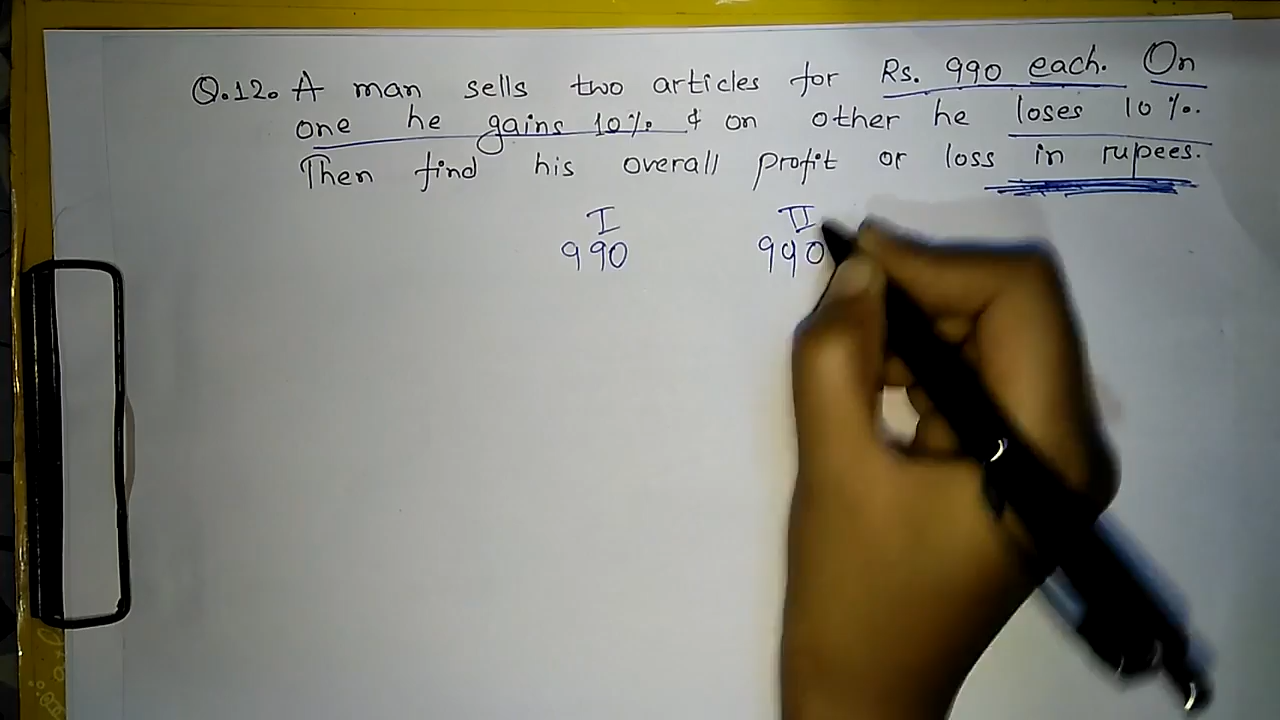 Q.12. A man sells two articles for Rs. 990 each. On
one he gains 10% & on other he loses 10%.
Then find his overall profit or loss in rupees.
I II
990 990